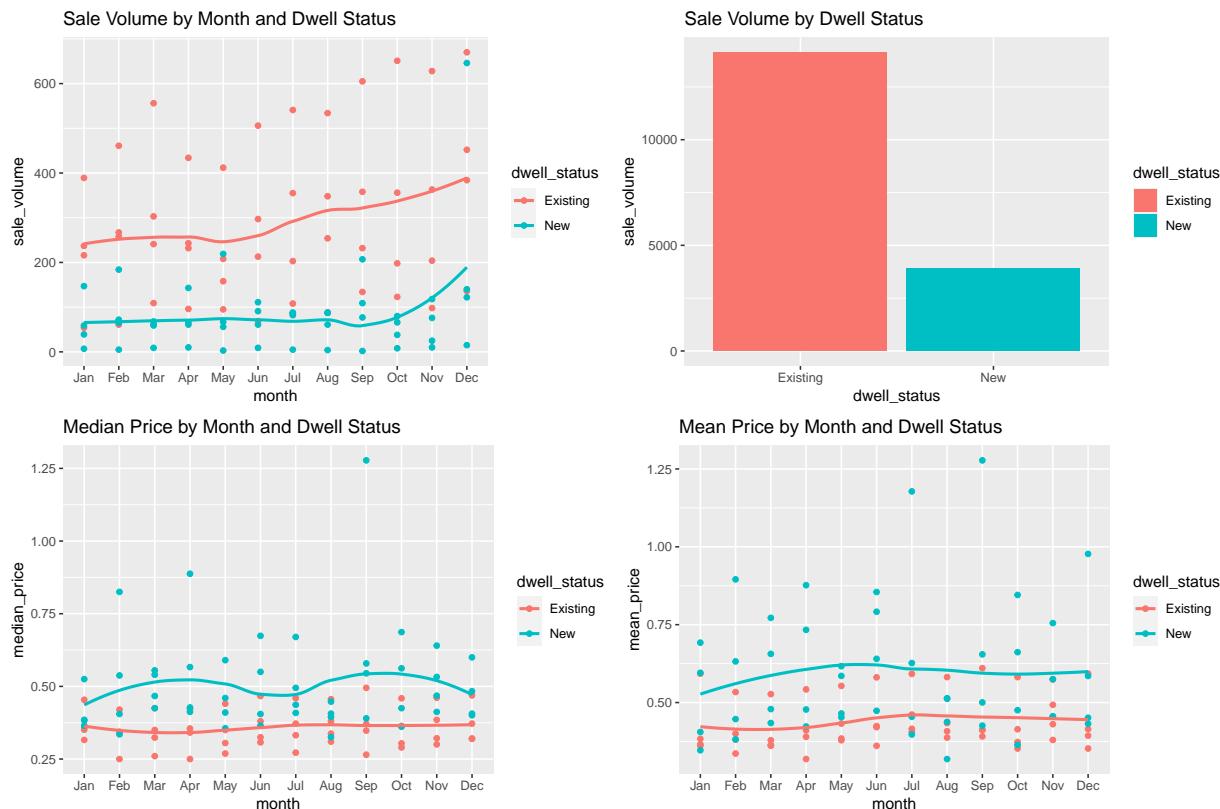 Sale Volume by Month and Dwell Status
600
400
200
0
sale_volume
Jan Feb Mar Apr May Jun Jul Aug Sep Oct Nov Dec
month
dwell_status
Existing
New
Sale Volume by Dwell Status
10000
5000
0
sale_volume
Existing New
dwell_status
dwell_status
Existing
New
Median Price by Month and Dwell Status
1.25
1.00
0.75
0.50
0.25
median_price
Jan Feb Mar Apr May Jun Jul Aug Sep Oct Nov Dec
month
dwell_status
Existing
New
Mean Price by Month and Dwell Status
1.25
1.00
0.75
0.50
mean_price
Jan Feb Mar Apr May Jun Jul Aug Sep Oct Nov Dec
month
dwell_status
Existing
New